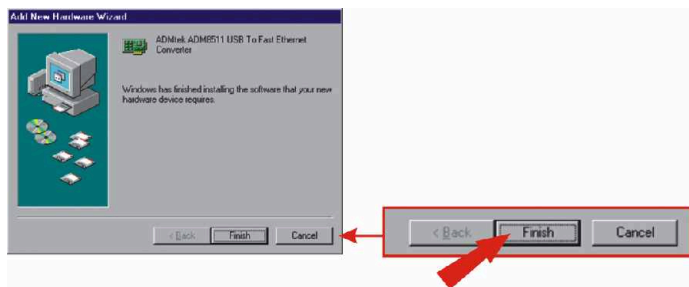 Add New Hardware Wizard
ADMtek ADM8511 USB To Fast Ethernet
Converter
Windows has finished installing the software that your new
hardware device requires.
< Back Finish Cancel
< Back Finish Cancel